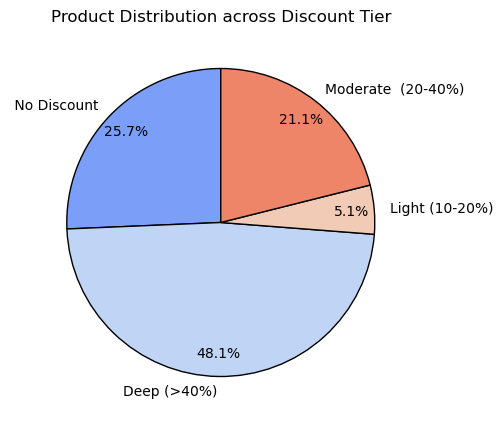 Product Distribution across Discount Tier
Moderate  (20-40%)
21.1%
No Discount
25.7%
Light (10-20%)
5.1%
48.1%
Deep (>40%)